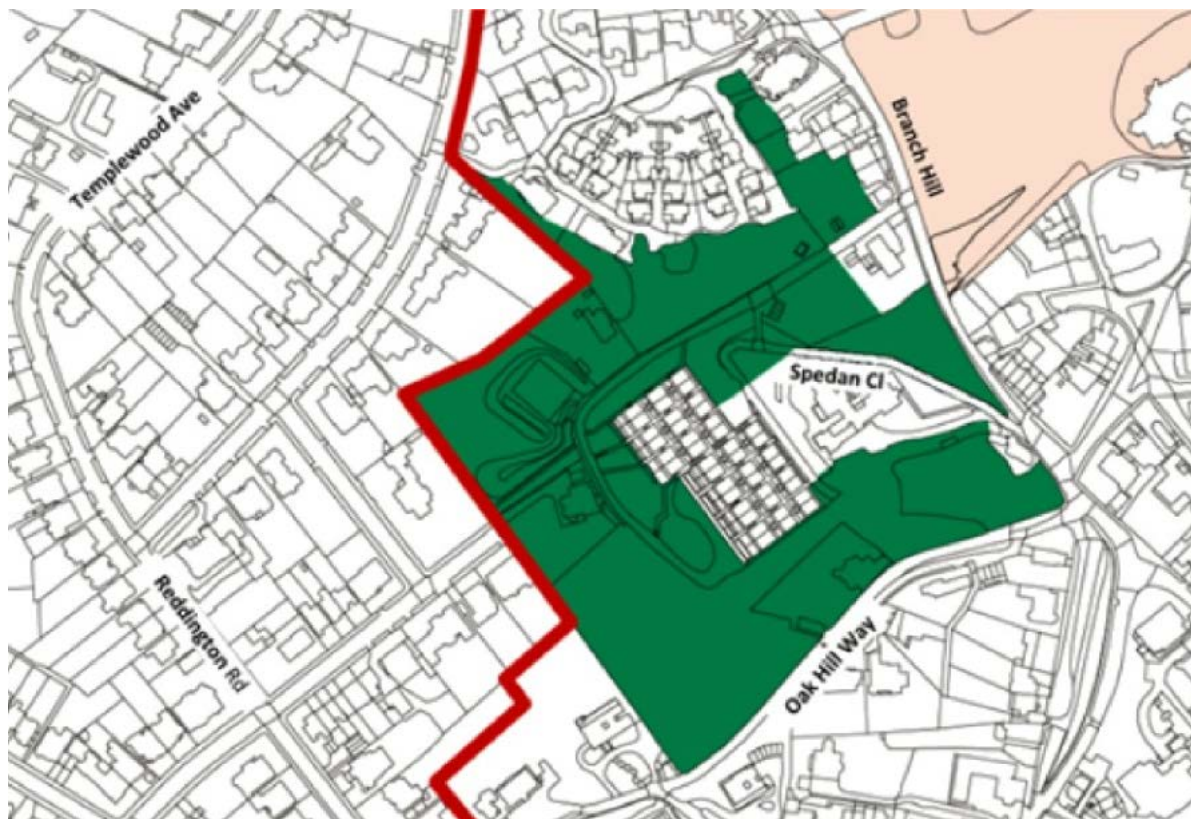 Templewood Ave
Branch Hill
Spedan Cl
Reddington Rd
Oak Hill Way